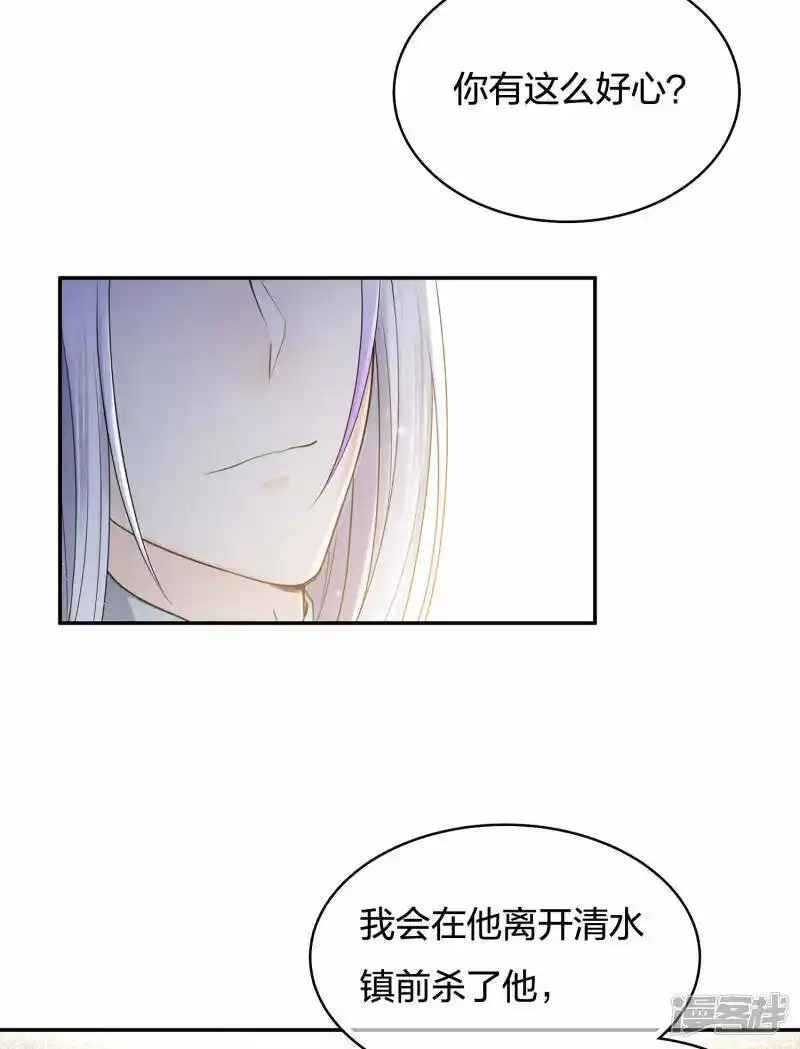 你有这么好心？
我会在他离开清水
镇前杀了他，
漫客栈